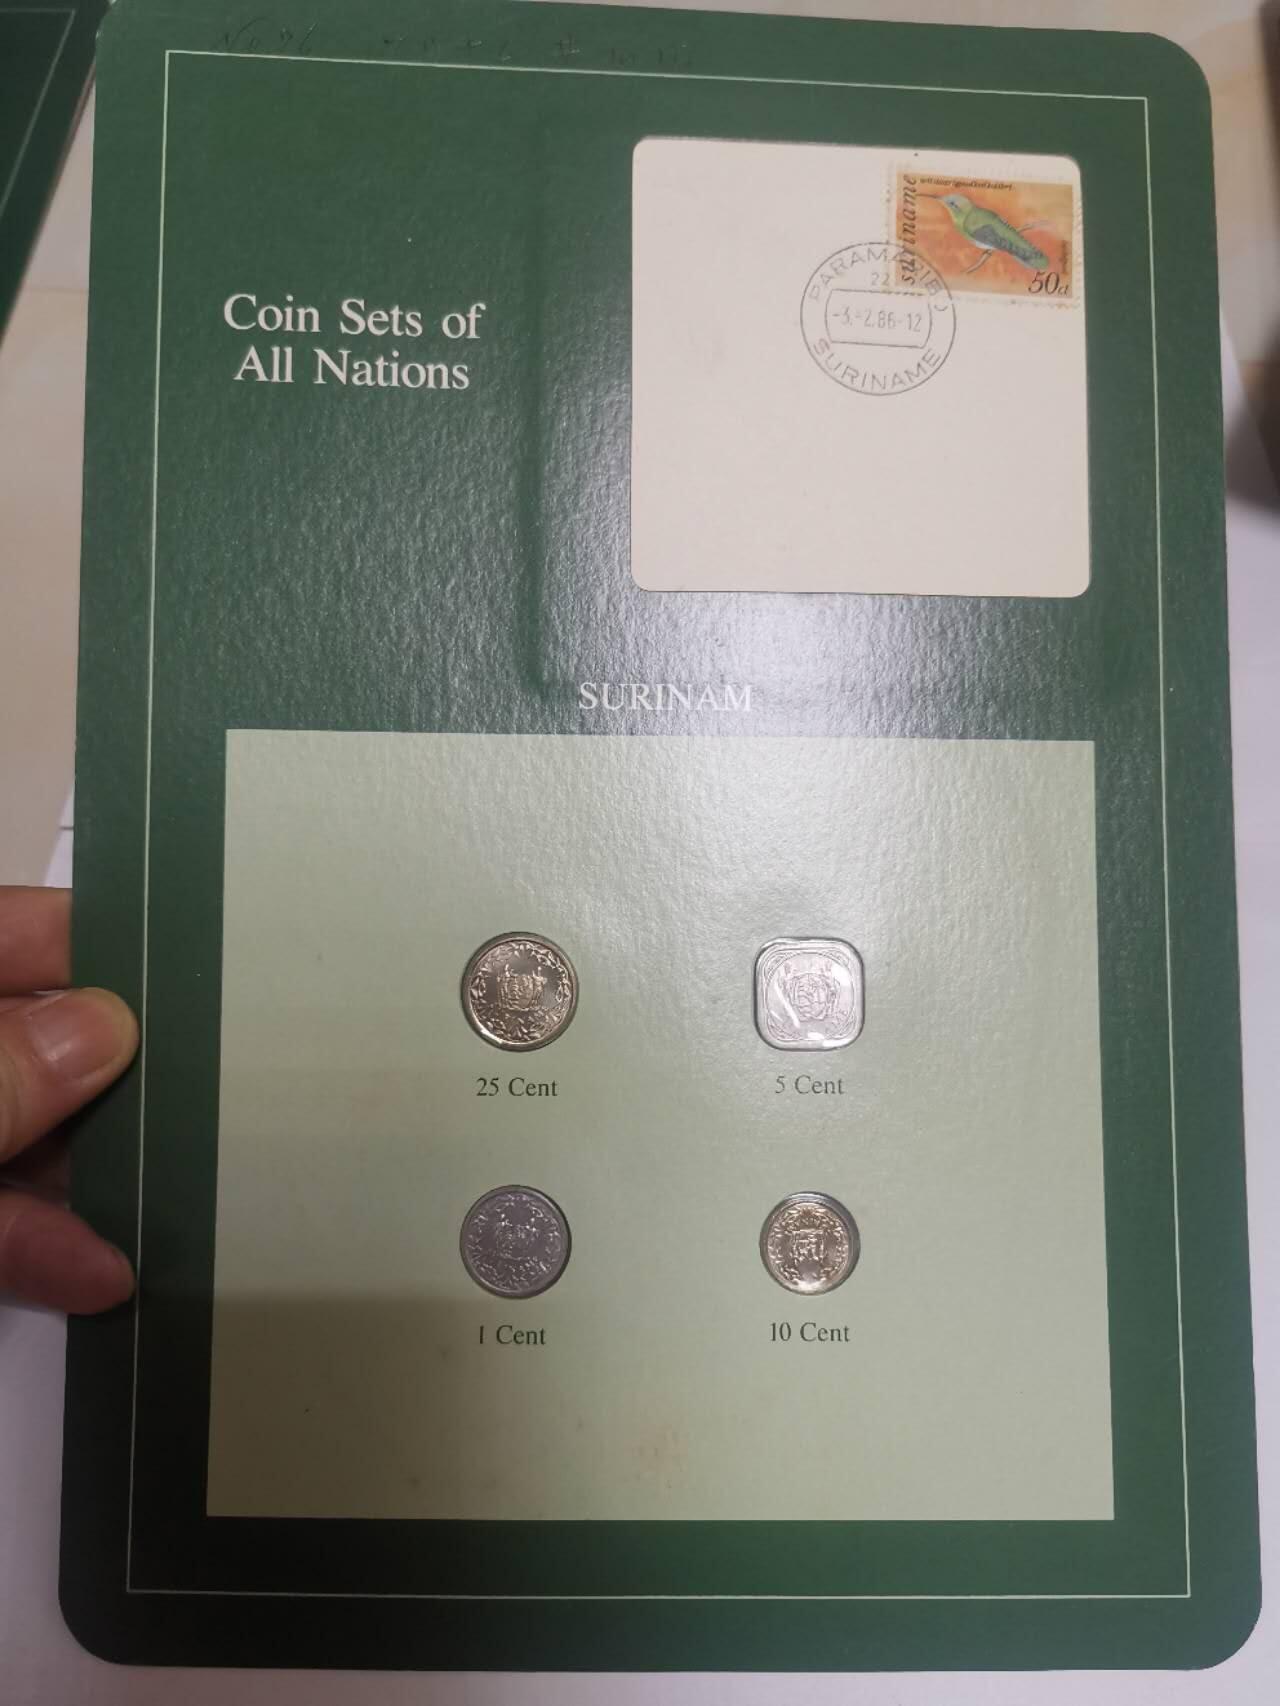 Coin Sets of
All Nations
suriname
50ct
PARAMARIBO
22
-3.-2.86-12
SURINAME
SURINAM
25 Cent
5 Cent
1 Cent
10 Cent